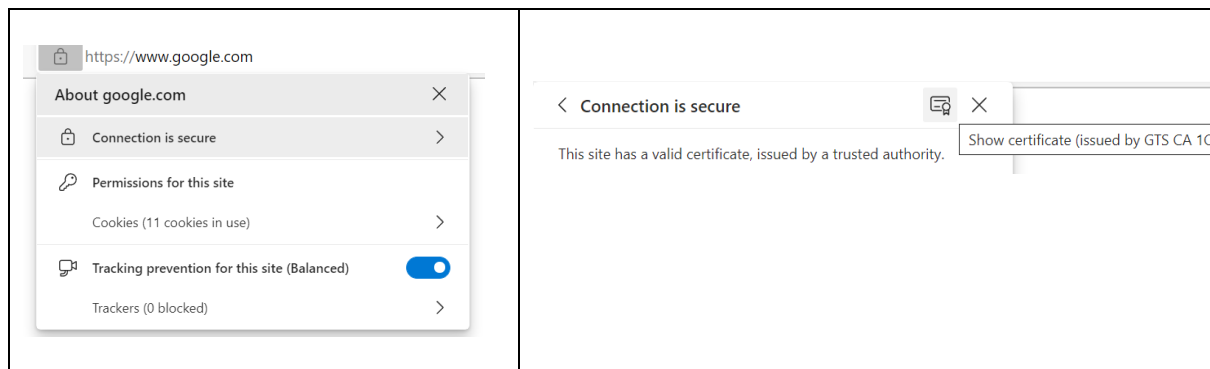 https://www.google.com
About google.com
Connection is secure
Permissions for this site
Cookies (11 cookies in use)
Tracking prevention for this site (Balanced)
Trackers (0 blocked)
Connection is secure
Show certificate (issued by GTS CA
This site has a valid certificate, issued by a trusted authority.